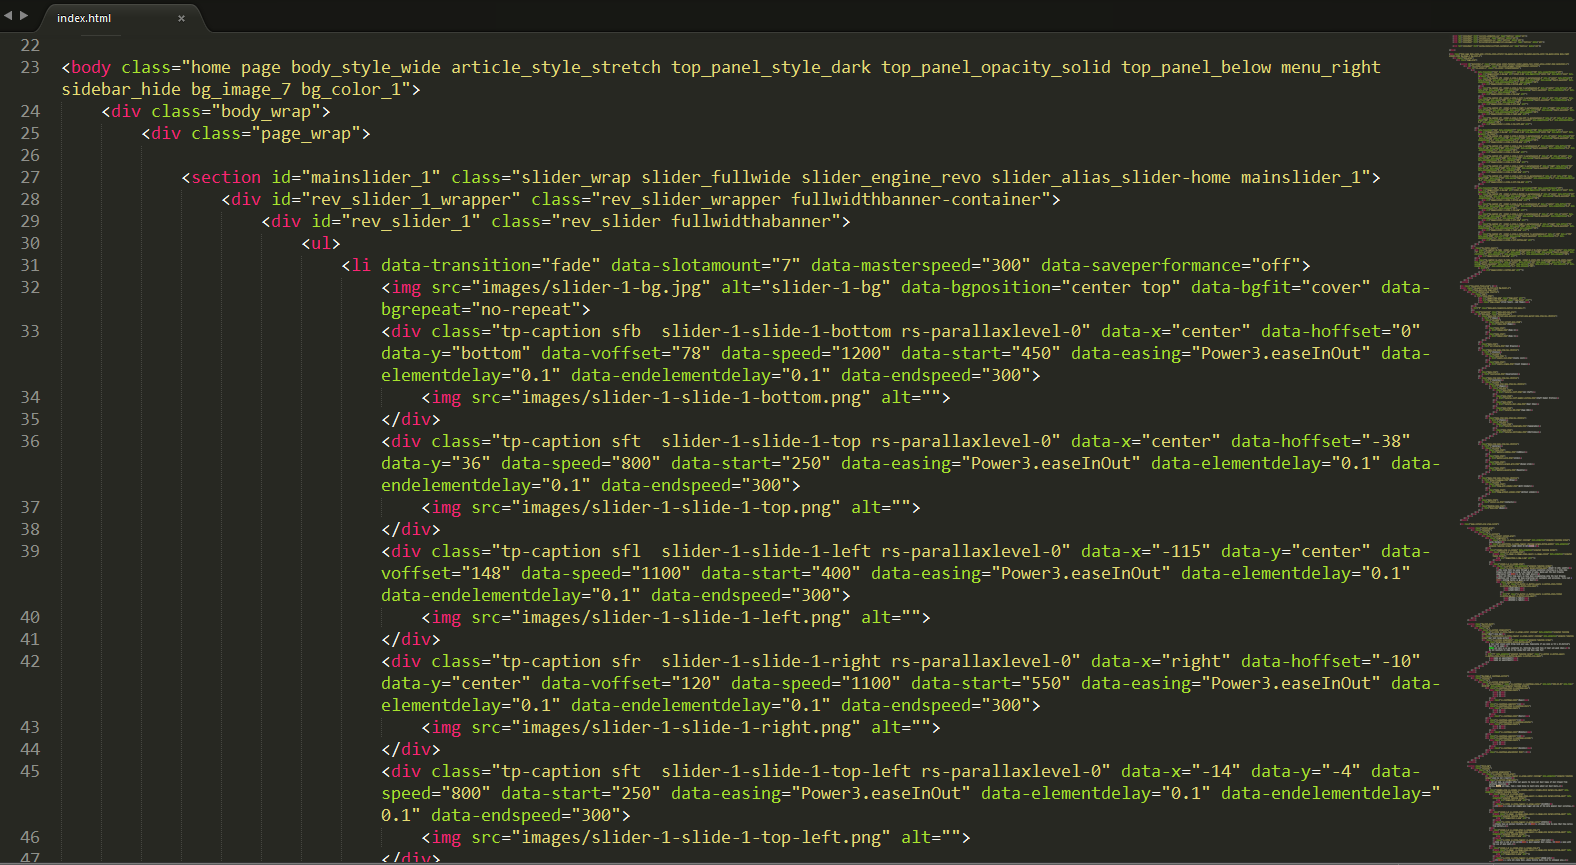 index.html ×
22
23 <body class="home page body_style_wide article_style_stretch top_panel_style_dark top_panel_opacity_solid top_panel_below menu_right
sidebar_hide bg_image_7 bg_color_1">
24 <div class="body_wrap">
25 <div class="page_wrap">
26
27 <section id="mainslider_1" class="slider_wrap slider_fullwide slider_engine_revo slider_alias_slider-home mainslider_1">
28 <div id="rev_slider_1_wrapper" class="rev_slider_wrapper fullwidthbanner-container">
29 <div id="rev_slider_1" class="rev_slider fullwidthabanner">
30 <ul>
31 <li data-transition="fade" data-slotamount="7" data-masterspeed="300" data-saveperformance="off">
32 <img src="images/slider-1-bg.jpg" alt="slider-1-bg" data-bgposition="center top" data-bgfit="cover" data-
bgrepeat="no-repeat">
33 <div class="tp-caption sfb  slider-1-slide-1-bottom rs-parallaxlevel-0" data-x="center" data-hoffset="0"
data-y="bottom" data-voffset="78" data-speed="1200" data-start="450" data-easing="Power3.easeInOut" data-
elementdelay="0.1" data-endelementdelay="0.1" data-endspeed="300">
34 <img src="images/slider-1-slide-1-bottom.png" alt="">
35 </div>
36 <div class="tp-caption sft  slider-1-slide-1-top rs-parallaxlevel-0" data-x="center" data-hoffset="-38"
data-y="36" data-speed="800" data-start="250" data-easing="Power3.easeInOut" data-elementdelay="0.1" data-
endelementdelay="0.1" data-endspeed="300">
37 <img src="images/slider-1-slide-1-top.png" alt="">
38 </div>
39 <div class="tp-caption sfl  slider-1-slide-1-left rs-parallaxlevel-0" data-x="-115" data-y="center" data-
voffset="148" data-speed="1100" data-start="400" data-easing="Power3.easeInOut" data-elementdelay="0.1"
data-endelementdelay="0.1" data-endspeed="300">
40 <img src="images/slider-1-slide-1-left.png" alt="">
41 </div>
42 <div class="tp-caption sfr  slider-1-slide-1-right rs-parallaxlevel-0" data-x="right" data-hoffset="-10"
data-y="center" data-voffset="120" data-speed="1100" data-start="550" data-easing="Power3.easeInOut" data-
elementdelay="0.1" data-endelementdelay="0.1" data-endspeed="300">
43 <img src="images/slider-1-slide-1-right.png" alt="">
44 </div>
45 <div class="tp-caption sft  slider-1-slide-1-top-left rs-parallaxlevel-0" data-x="-14" data-y="-4" data-
speed="800" data-start="250" data-easing="Power3.easeInOut" data-elementdelay="0.1" data-endelementdelay="
0.1" data-endspeed="300">
46 <img src="images/slider-1-slide-1-top-left.png" alt="">
47 </div>